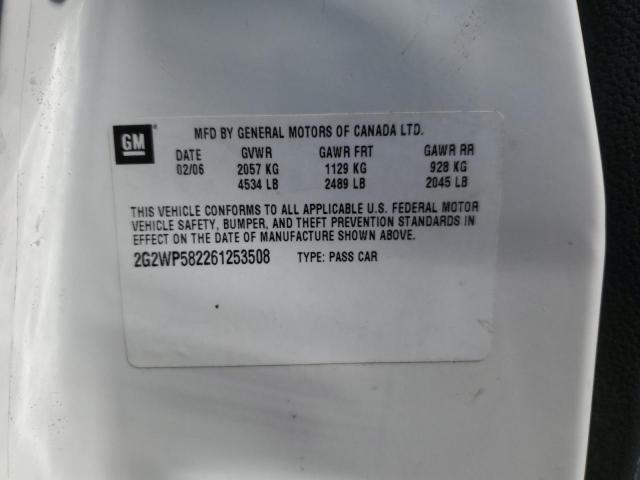 GM
MFD BY GENERAL MOTORS OF CANADA LTD.
DATE GVWR GAWR FRT GAWR RR
02/06 2057 KG 1129 KG 928 KG
4534 LB 2489 LB 2045 LB
THIS VEHICLE CONFORMS TO ALL APPLICABLE U.S. FEDERAL MOTOR
VEHICLE SAFETY, BUMPER, AND THEFT PREVENTION STANDARDS IN
EFFECT ON THE DATE OF MANUFACTURE SHOWN ABOVE.
2G2WP582261253508 TYPE: PASS CAR